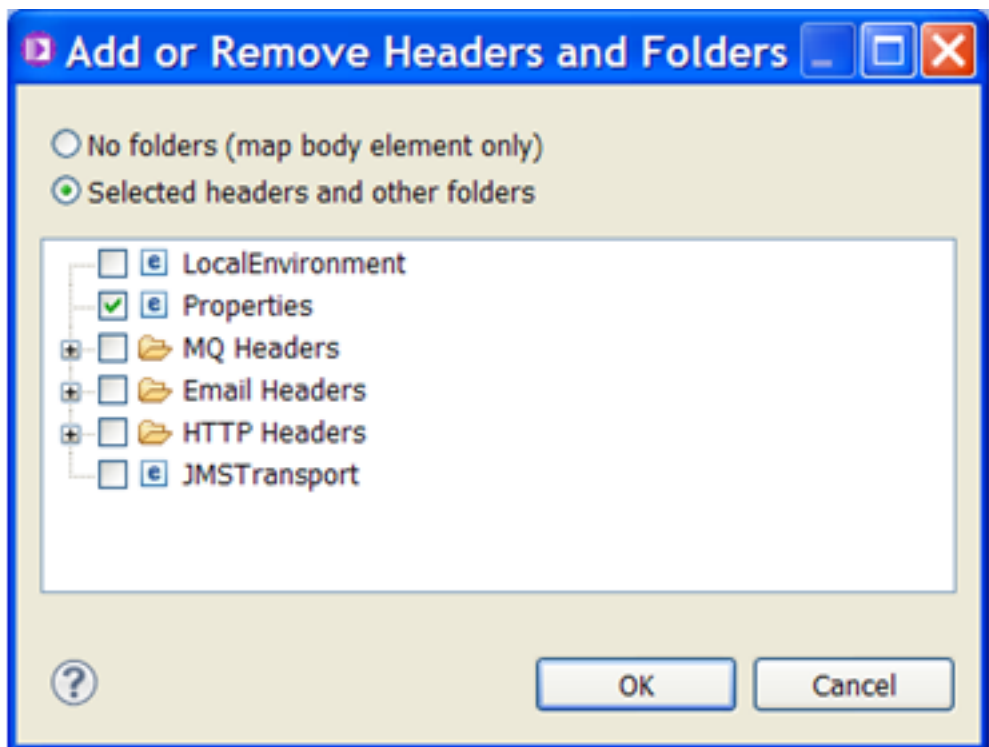 Add or Remove Headers and Folders
No folders (map body element only)
Selected headers and other folders
LocalEnvironment
Properties
MQ Headers
Email Headers
HTTP Headers
JMSTransport
OK Cancel